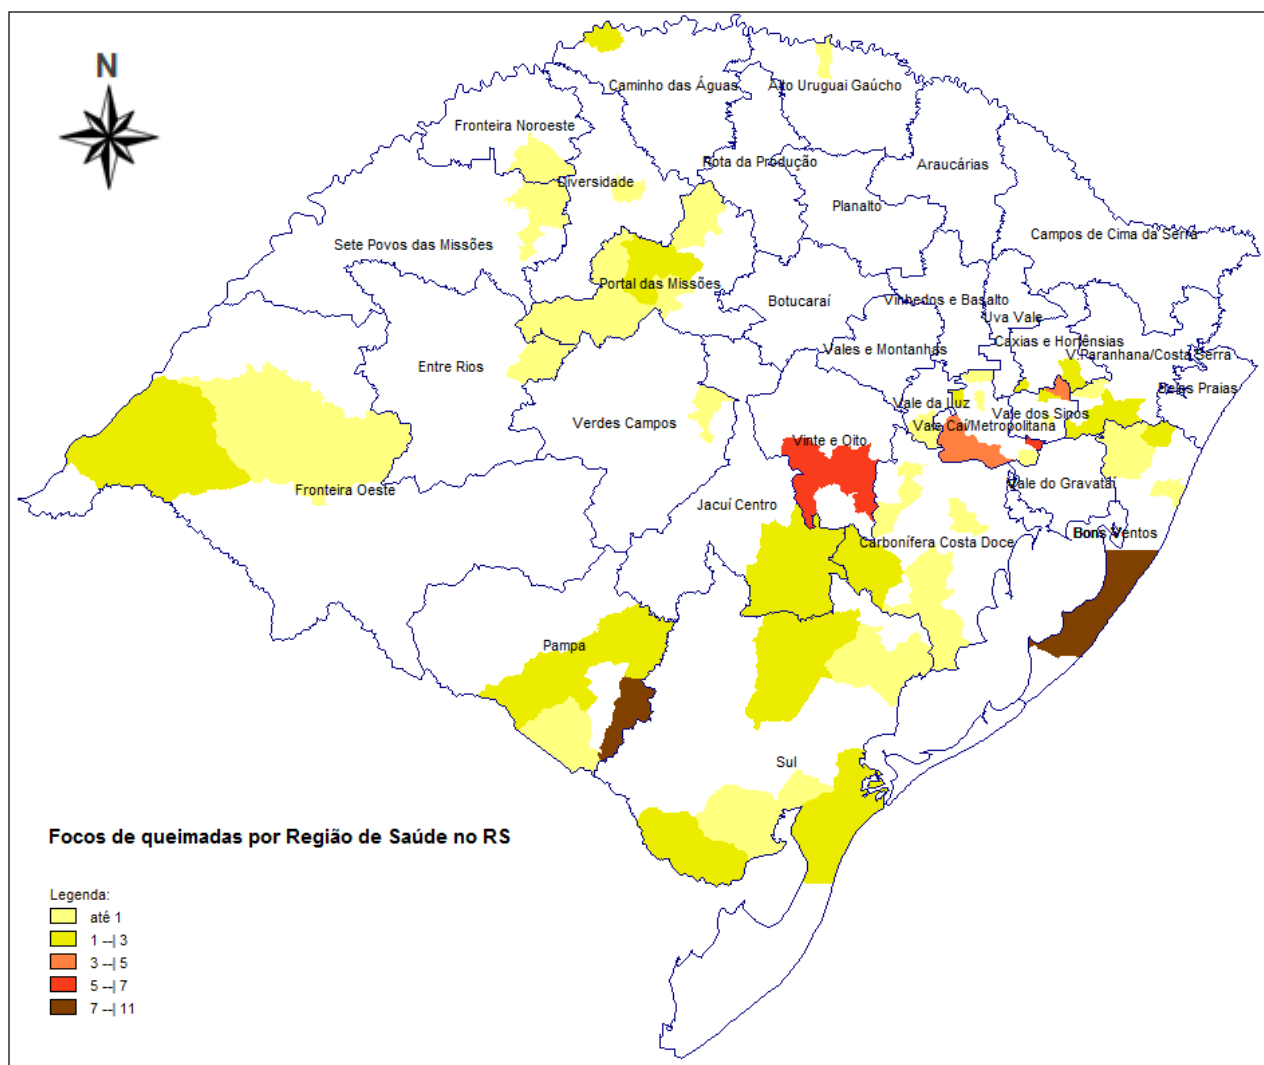 N
Caminho das Águas
Alto Uruguai Gaúcho
Fronteira Noroeste
Rota da Produção
Araucárias
Diversidade
Planalto
Sete Povos das Missões
Campos de Cima da Serra
Portal das Missões
Botucaraí
Vinhedos e Basalto
Uva Vale
Caxias e Hortênsias
Vales e Montanhas
V.Paranhana/Costa Serra
Entre Rios
Belas Praias
Vale da Luz
Vale dos Sinos
Verdes Campos
Vale Caí/Metropolitana
Vinte e Oito
Fronteira Oeste
Vale do Gravataí
Jacuí Centro
Bons Ventos
Carbonífera Costa Doce
Pampa
Sul
Focos de queimadas por Região de Saúde no RS
Legenda:
até 1
1 --| 3
3 --| 5
5 --| 7
7 --| 11